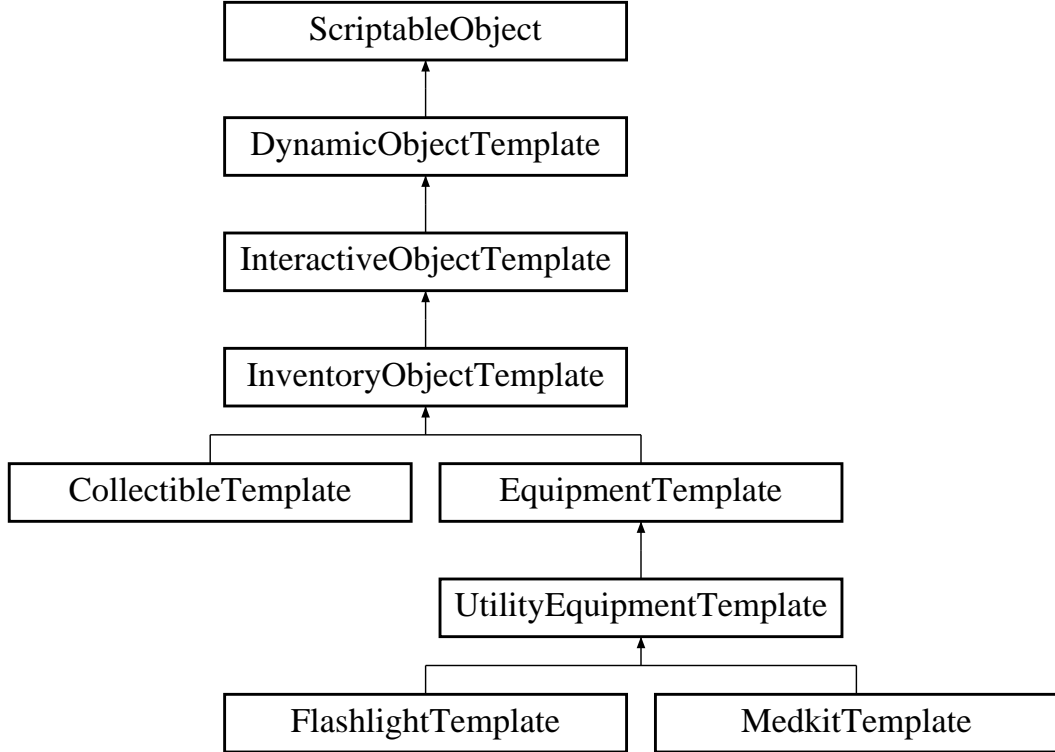 ScriptableObject
DynamicObjectTemplate
InteractiveObjectTemplate
InventoryObjectTemplate
CollectibleTemplate
EquipmentTemplate
UtilityEquipmentTemplate
FlashlightTemplate
MedkitTemplate